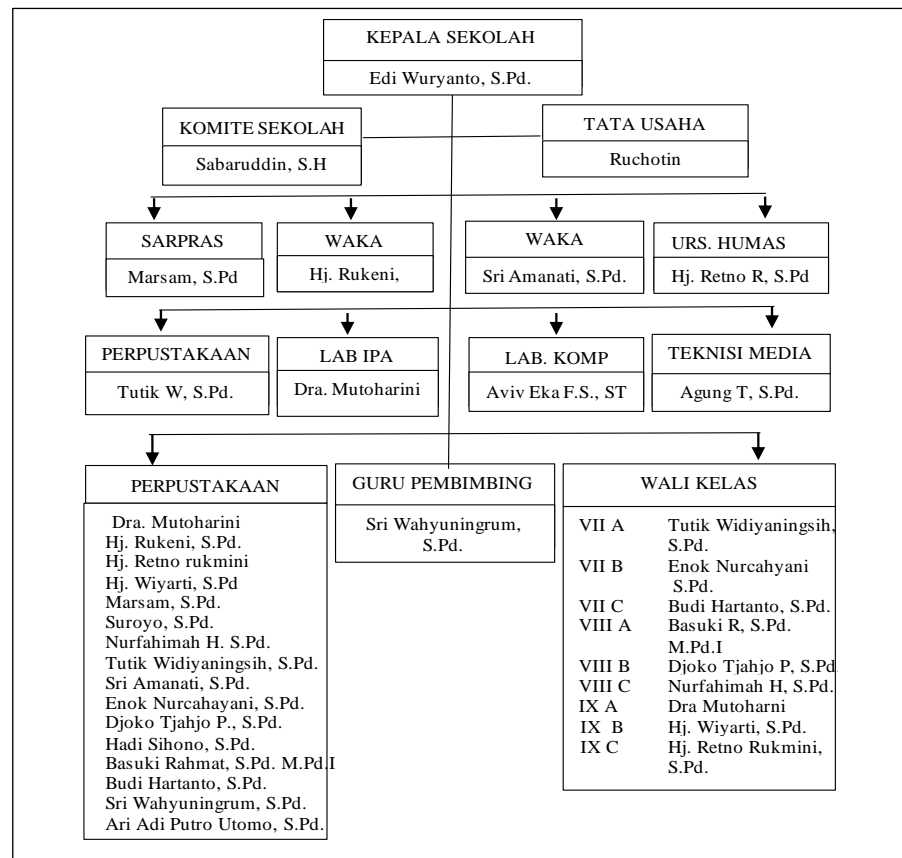 KEPALA SEKOLAH
Edi Wuryanto, S.Pd.
KOMITE SEKOLAH
Sabaruddin, S.H
TATA USAHA
Ruchotin
SARPRAS
Marsam, S.Pd
WAKA
Hj. Rukeni,
WAKA
Sri Amanati, S.Pd.
URS. HUMAS
Hj. Retno R, S.Pd
PERPUSTAKAAN
Tutik W, S.Pd.
LAB IPA
Dra. Mutoharini
LAB. KOMP
Aviv Eka F.S., ST
TEKNISI MEDIA
Agung T, S.Pd.
PERPUSTAKAAN
Dra. Mutoharini
Hj. Rukeni, S.Pd.
Hj. Retno rukmini
Hj. Wiyarti, S.Pd
Marsam, S.Pd.
Suroyo, S.Pd.
Nurfahimah H. S.Pd.
Tutik Widiyaningsih, S.Pd.
Sri Amanati, S.Pd.
Enok Nurcahayani, S.Pd.
Djoko Tjahjo P., S.Pd.
Hadi Sihono, S.Pd.
Basuki Rahmat, S.Pd. M.Pd.I
Budi Hartanto, S.Pd.
Sri Wahyuningrum, S.Pd.
Ari Adi Putro Utomo, S.Pd.
GURU PEMBIMBING
Sri Wahyuningrum,
S.Pd.
WALI KELAS
VII A Tutik Widiyaningsih,
S.Pd.
VII B Enok Nurcahyani
S.Pd.
VII C Budi Hartanto, S.Pd.
VIII A Basuki R, S.Pd.
M.Pd.I
VIII B Djoko Tjahjo P, S.Pd
VIII C Nurfahimah H, S.Pd.
IX A Dra Mutoharni
IX B Hj. Wiyarti, S.Pd.
IX C Hj. Retno Rukmini,
S.Pd.